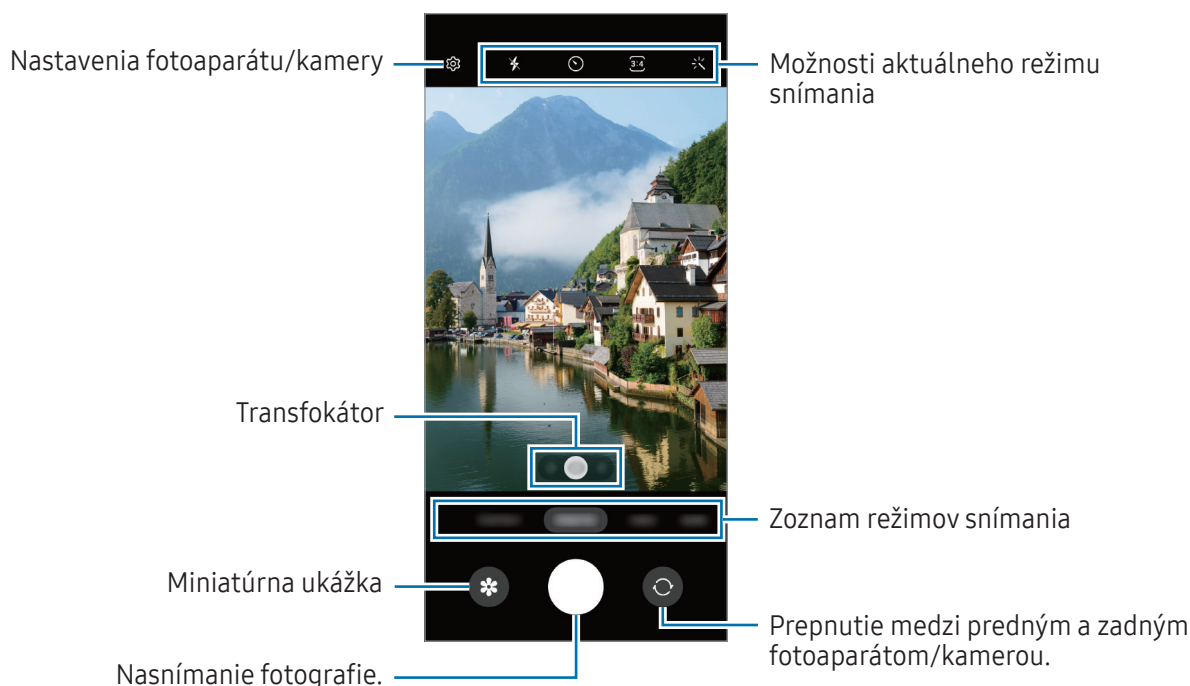 Nastavenia fotoaparátu/kamery
3:4
Možnosti aktuálneho režimu
snímania
Transfokátor
Zoznam režimov snímania
Miniatúrna ukážka
Prepnutie medzi predným a zadným
fotoaparátom/kamerou.
Nasnímanie fotografie.